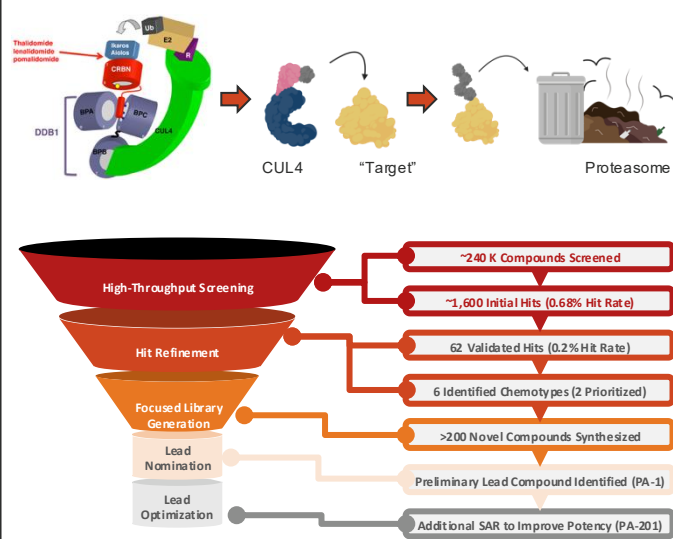 Ub
E2
R
Thalidomide
lenalidomide
pomalidomide
Ikaros
Aiolos
CRBN
BPA
BPC
DDB1
CUL4
BPB
CUL4
“Target”
Proteasome
High-Throughput Screening
~240 K Compounds Screened
~1,600 Initial Hits (0.68% Hit Rate)
Hit Refinement
62 Validated Hits (0.2% Hit Rate)
6 Identified Chemotypes (2 Prioritized)
Focused Library
Generation
>200 Novel Compounds Synthesized
Lead
Nomination
Preliminary Lead Compound Identified (PA-1)
Lead
Optimization
Additional SAR to Improve Potency (PA-201)